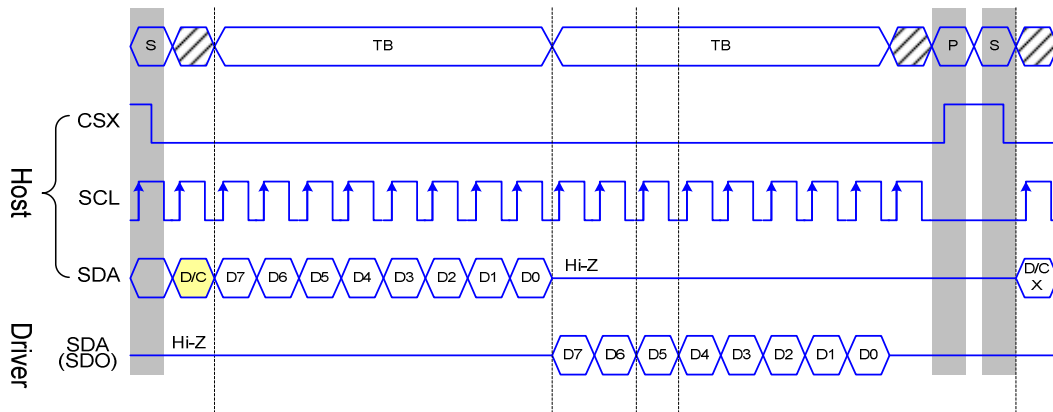 S TB TB P S
CSX
SCL
SDA D/C D7 D6 D5 D4 D3 D2 D1 D0 Hi-Z D/C
X
Host
SDA
(SDO) Hi-Z D7 D6 D5 D4 D3 D2 D1 D0
Driver